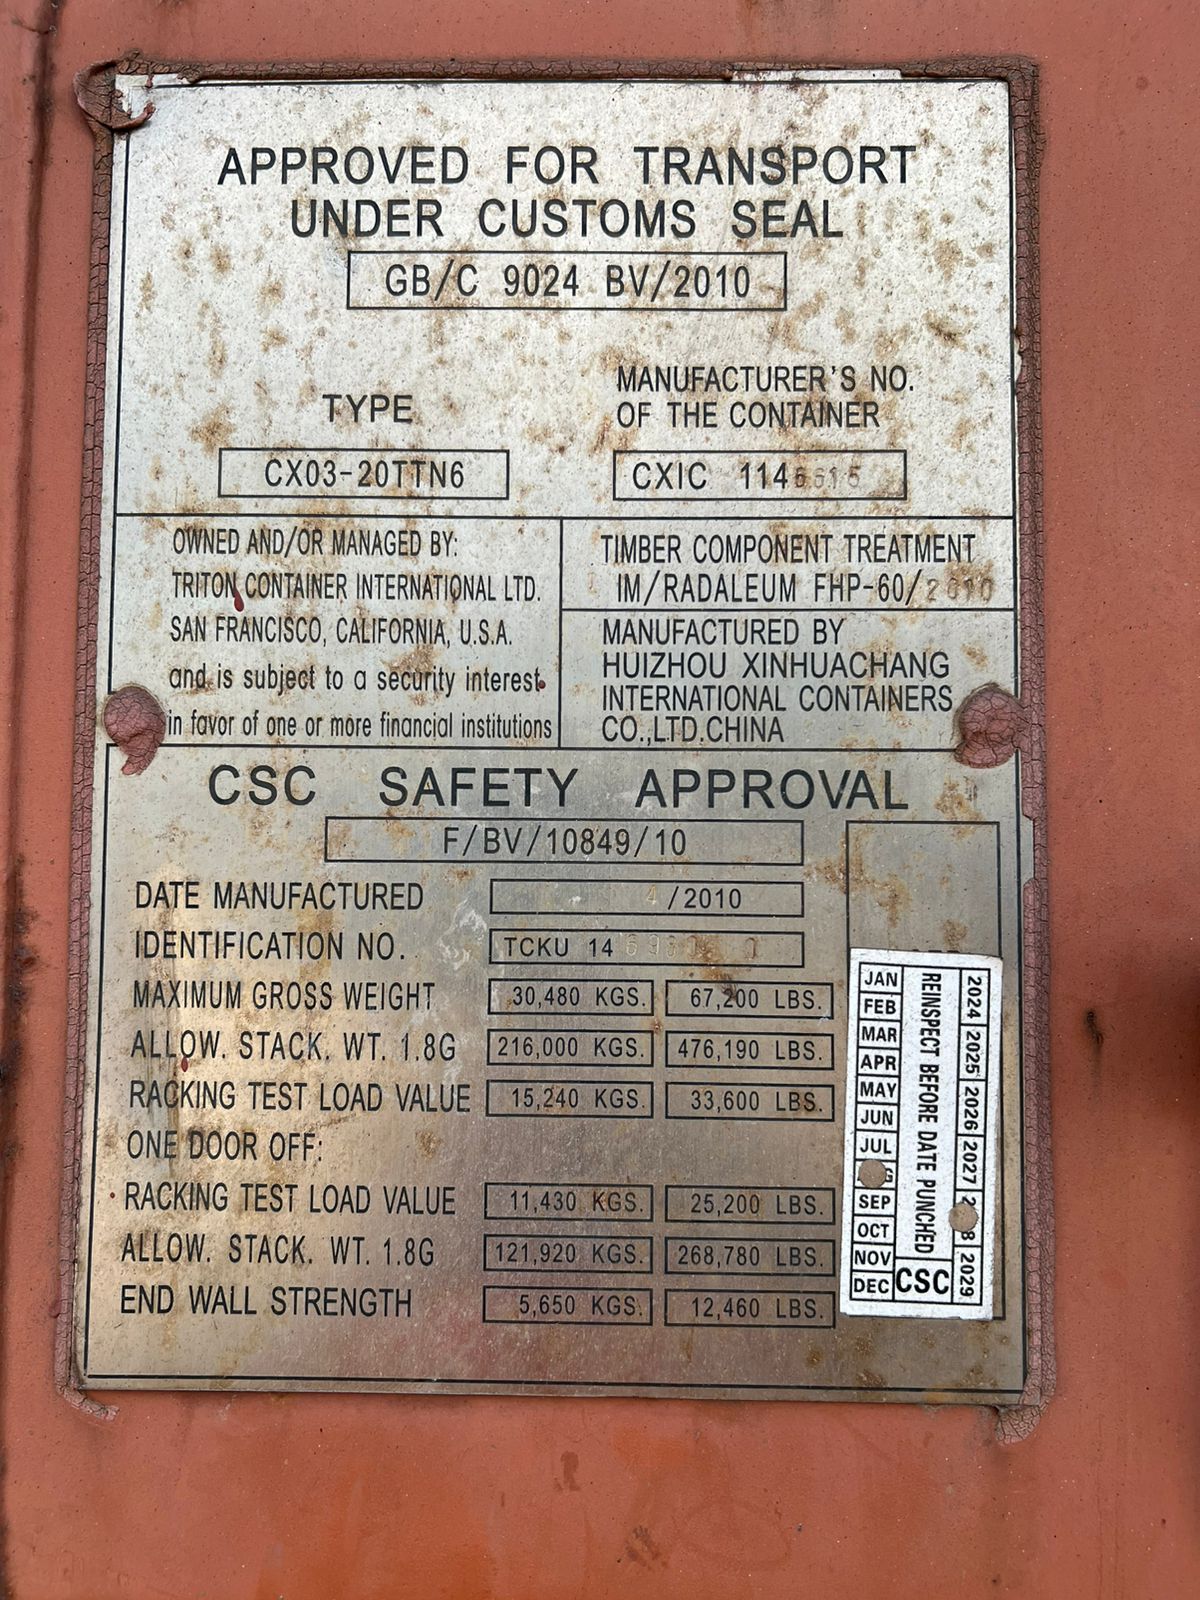 APPROVED FOR TRANSPORT
UNDER CUSTOMS SEAL
GB/C 9024 BV/2010
TYPE
CX03-20TTN6
MANUFACTURER'S NO.
OF THE CONTAINER
CXIC
OWNED AND/OR MANAGED BY:
TRITON CONTAINER INTERNATIONAL LTD.
SAN FRANCISCO, CALIFORNIA, U.S.A.
and is subject to a security interest
in favor of one or more financial institutions
TIMBER COMPONENT TREATMENT
IM/RADALEUM FHP-60/2010
MANUFACTURED BY
HUIZHOU XINHUACHANG
INTERNATIONAL CONTAINERS
CO.,LTD.CHINA
CSC SAFETY APPROVAL
F/BV/10849/10
DATE MANUFACTURED 4/2010
IDENTIFICATION NO. TCKU
MAXIMUM GROSS WEIGHT 30,480 KGS. 67,200 LBS.
ALLOW. STACK. WT. 1.8G 216,000 KGS. 476,190 LBS.
RACKING TEST LOAD VALUE 15,240 KGS. 33,600 LBS.
ONE DOOR OFF:
RACKING TEST LOAD VALUE 11,430 KGS. 25,200 LBS.
ALLOW. STACK. WT. 1.8G 121,920 KGS. 268,780 LBS.
END WALL STRENGTH 5,650 KGS. 12,460 LBS.
JAN
FEB
MAR
APR
MAY
JUN
JUL
SEP
OCT
NOV
DEC
REINSPECT BEFORE DATE PUNCHED
CSC
2024 2025 2026 2027 2029